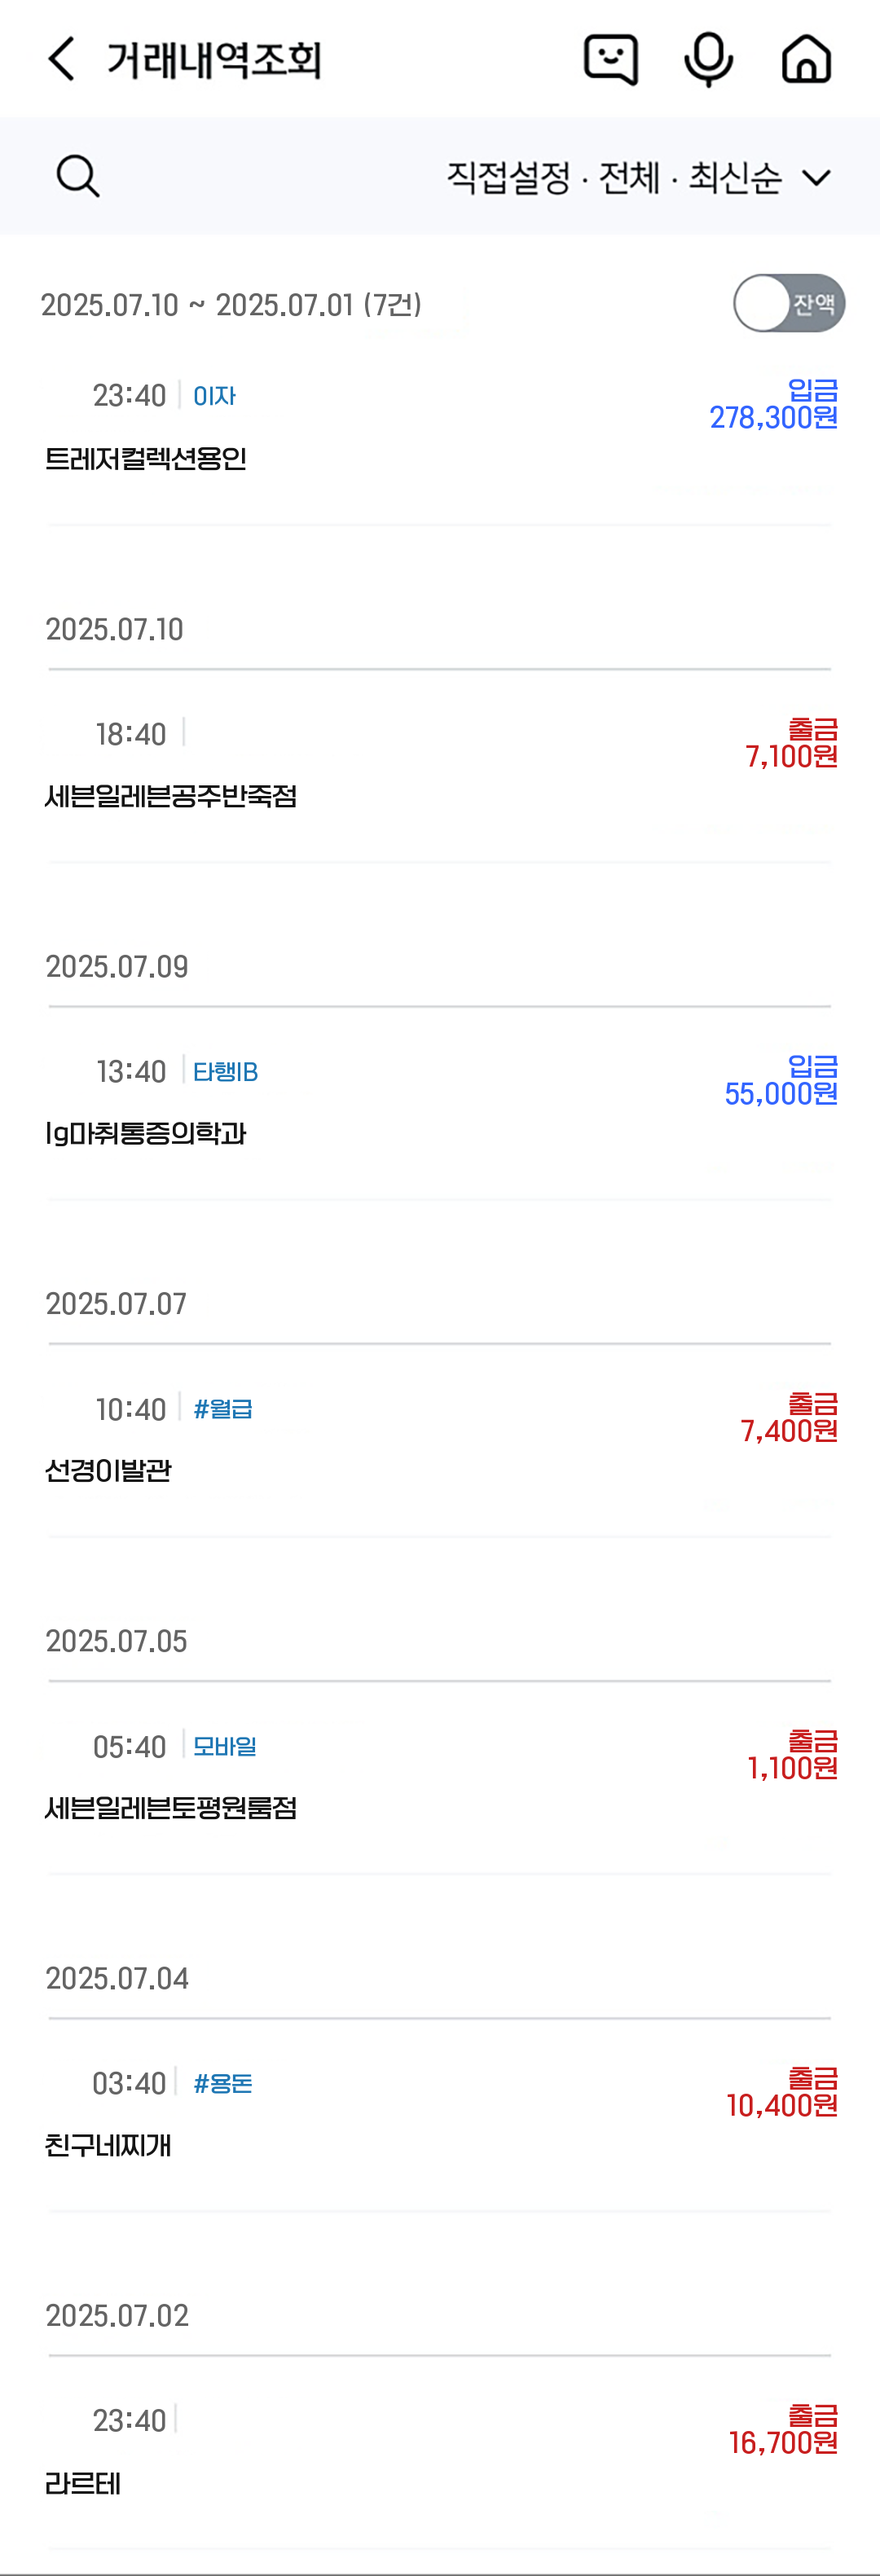 거래내역조회
직접설정 · 전체 · 최신순
2025.07.10 ~ 2025.07.01 (7건)
잔액
23:40 이자
입금
278,300원
트레저컬렉션용인
2025.07.10
18:40
출금
7,100원
세븐일레븐공주반죽점
2025.07.09
13:40 타행IB
입금
55,000원
lg마취통증의학과
2025.07.07
10:40 #월급
출금
7,400원
선경이발관
2025.07.05
05:40 모바일
출금
1,100원
세븐일레븐토평원룸점
2025.07.04
03:40 #용돈
출금
10,400원
친구네찌개
2025.07.02
23:40
출금
16,700원
라르테